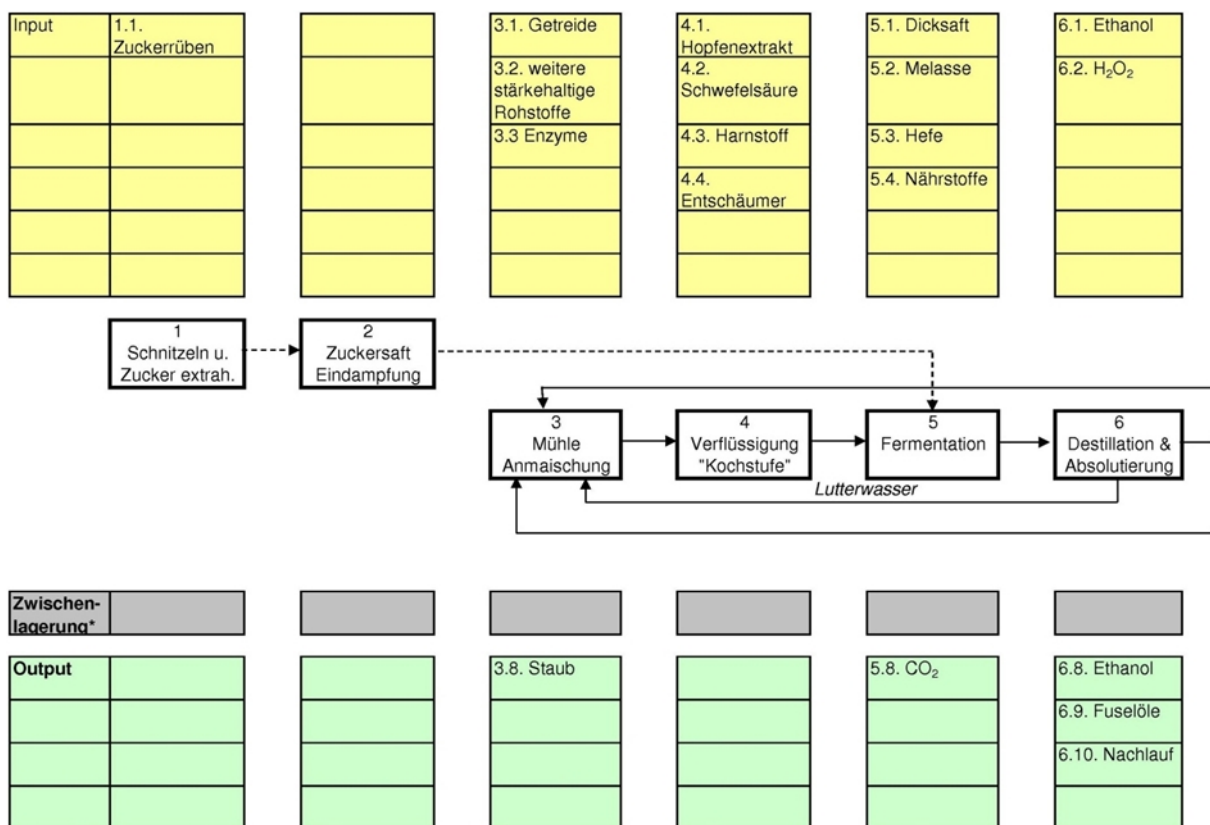 Input
1.1.
Zuckerrüben
3.1. Getreide
4.1.
Hopfenextrakt
5.1. Dicksaft
6.1. Ethanol
3.2. weitere
stärkehaltige
Rohstoffe
4.2.
Schwefelsäure
5.2. Melasse
6.2. H₂O₂
3.3 Enzyme
4.3. Harnstoff
5.3. Hefe
4.4.
Entschäumer
5.4. Nährstoffe
1
Schnitzeln u.
Zucker extrah.
2
Zuckersaft
Eindampfung
3
Mühle
Anmaischung
4
Verflüssigung
"Kochstufe"
5
Fermentation
6
Destillation &
Absolutierung
Lutterwasser
Zwischen-
lagerung*
Output
3.8. Staub
5.8. CO₂
6.8. Ethanol
6.9. Fuselöle
6.10. Nachlauf